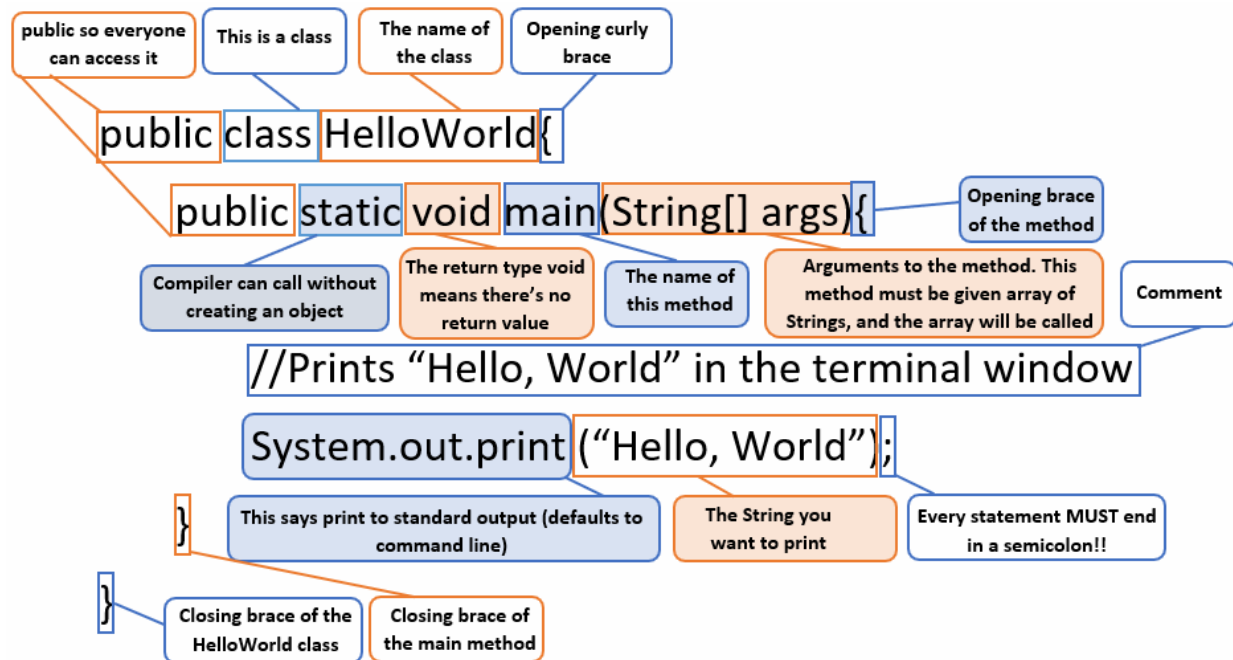 public so everyone
can access it
This is a class
The name of
the class
Opening curly
brace
public class HelloWorld{
public static void main(String[] args){
Opening brace
of the method
Compiler can call without
creating an object
The return type void
means there’s no
return value
The name of
this method
Arguments to the method. This
method must be given array of
Strings, and the array will be called
Comment
//Prints “Hello, World” in the terminal window
System.out.print (“Hello, World”);
}
This says print to standard output (defaults to
command line)
The String you
want to print
Every statement MUST end
in a semicolon!!
}
Closing brace of the
HelloWorld class
Closing brace of
the main method